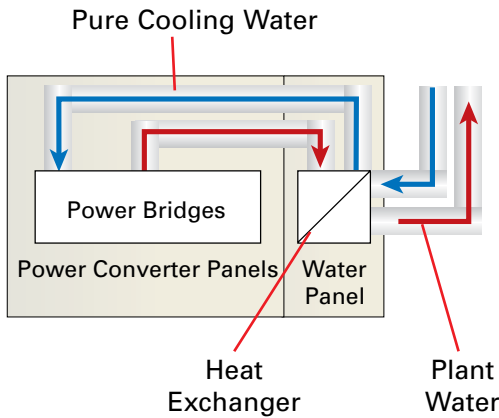 Pure Cooling Water
Power Bridges
Power Converter Panels
Water
Panel
Heat
Exchanger
Plant
Water